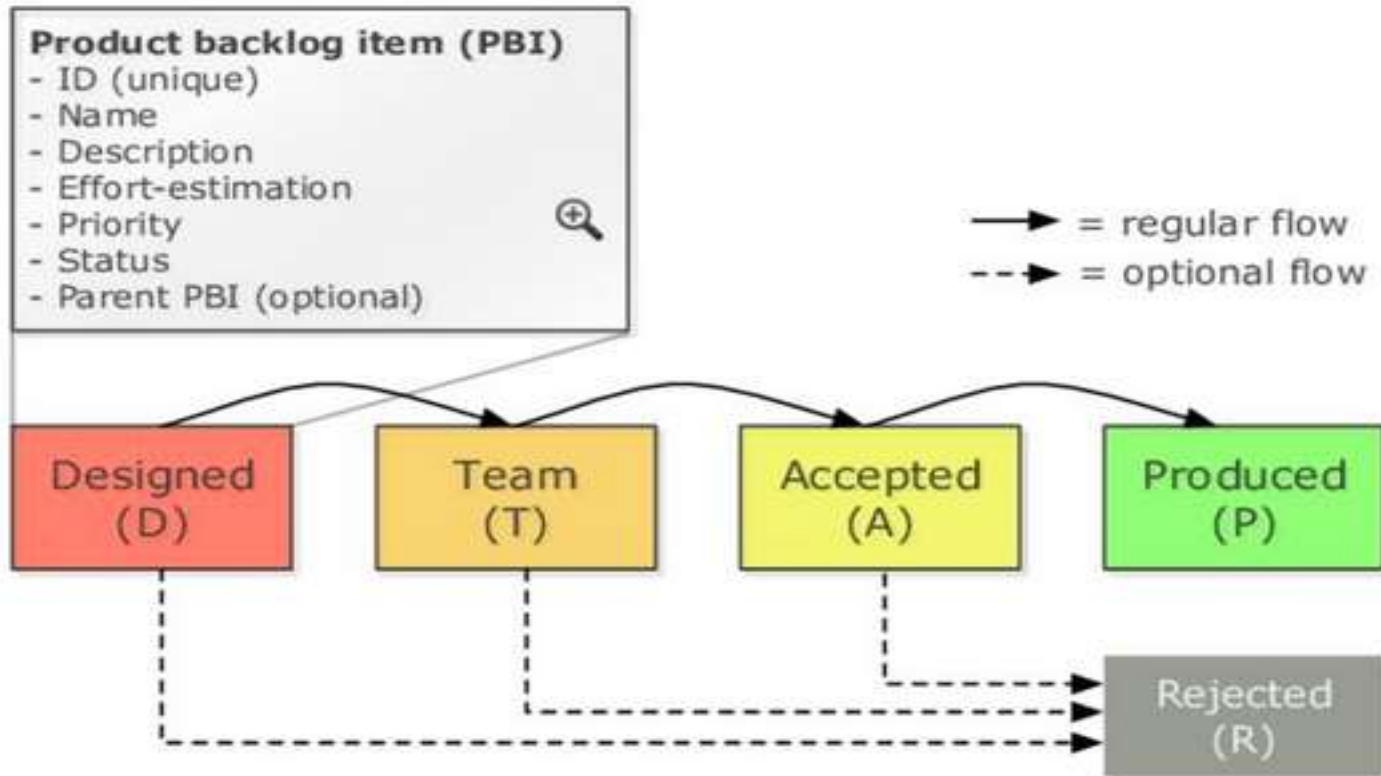 Product backlog item (PBI)
- ID (unique)
- Name
- Description
- Effort-estimation
- Priority
- Status
- Parent PBI (optional)
= regular flow
= optional flow
Designed
(D)
Team
(T)
Accepted
(A)
Produced
(P)
Rejected
(R)